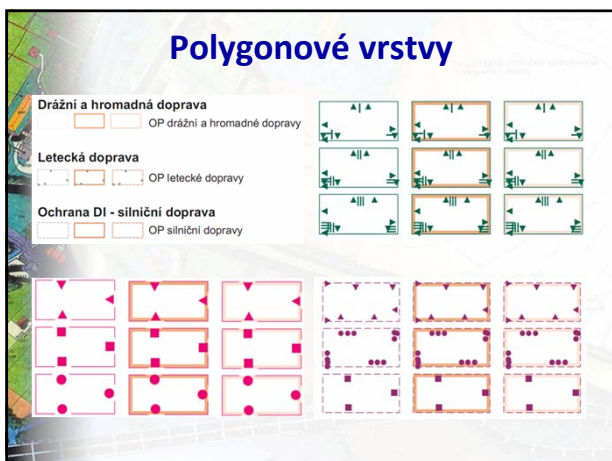 Polygonové vrstvy
Drážní a hromadná doprava
OP drážní a hromadné dopravy
Letecká doprava
OP letecké dopravy
Ochrana DI - silniční doprava
OP silniční dopravy